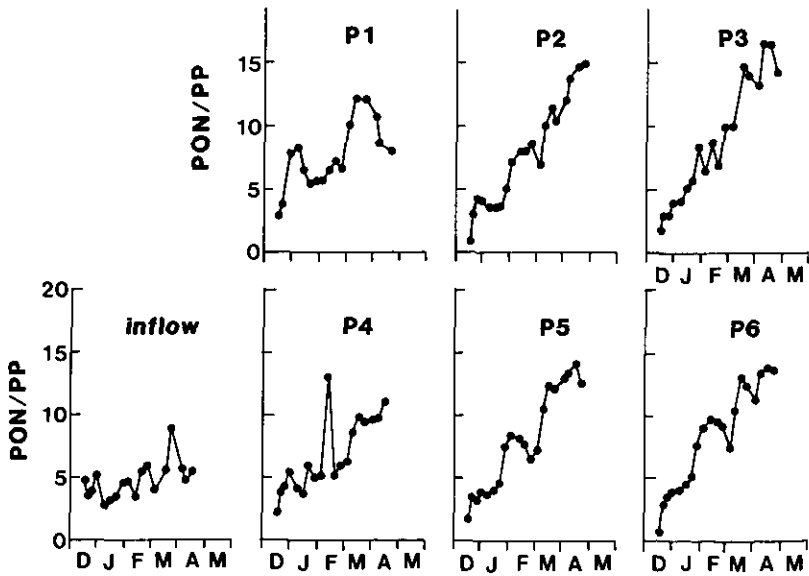 P1 P2 P3
PON/PP
15
10
5
0
D J F M A M
inflow P4 P5 P6
PON/PP
20
15
10
5
0
D J F M A M D J F M A M D J F M A M D J F M A M